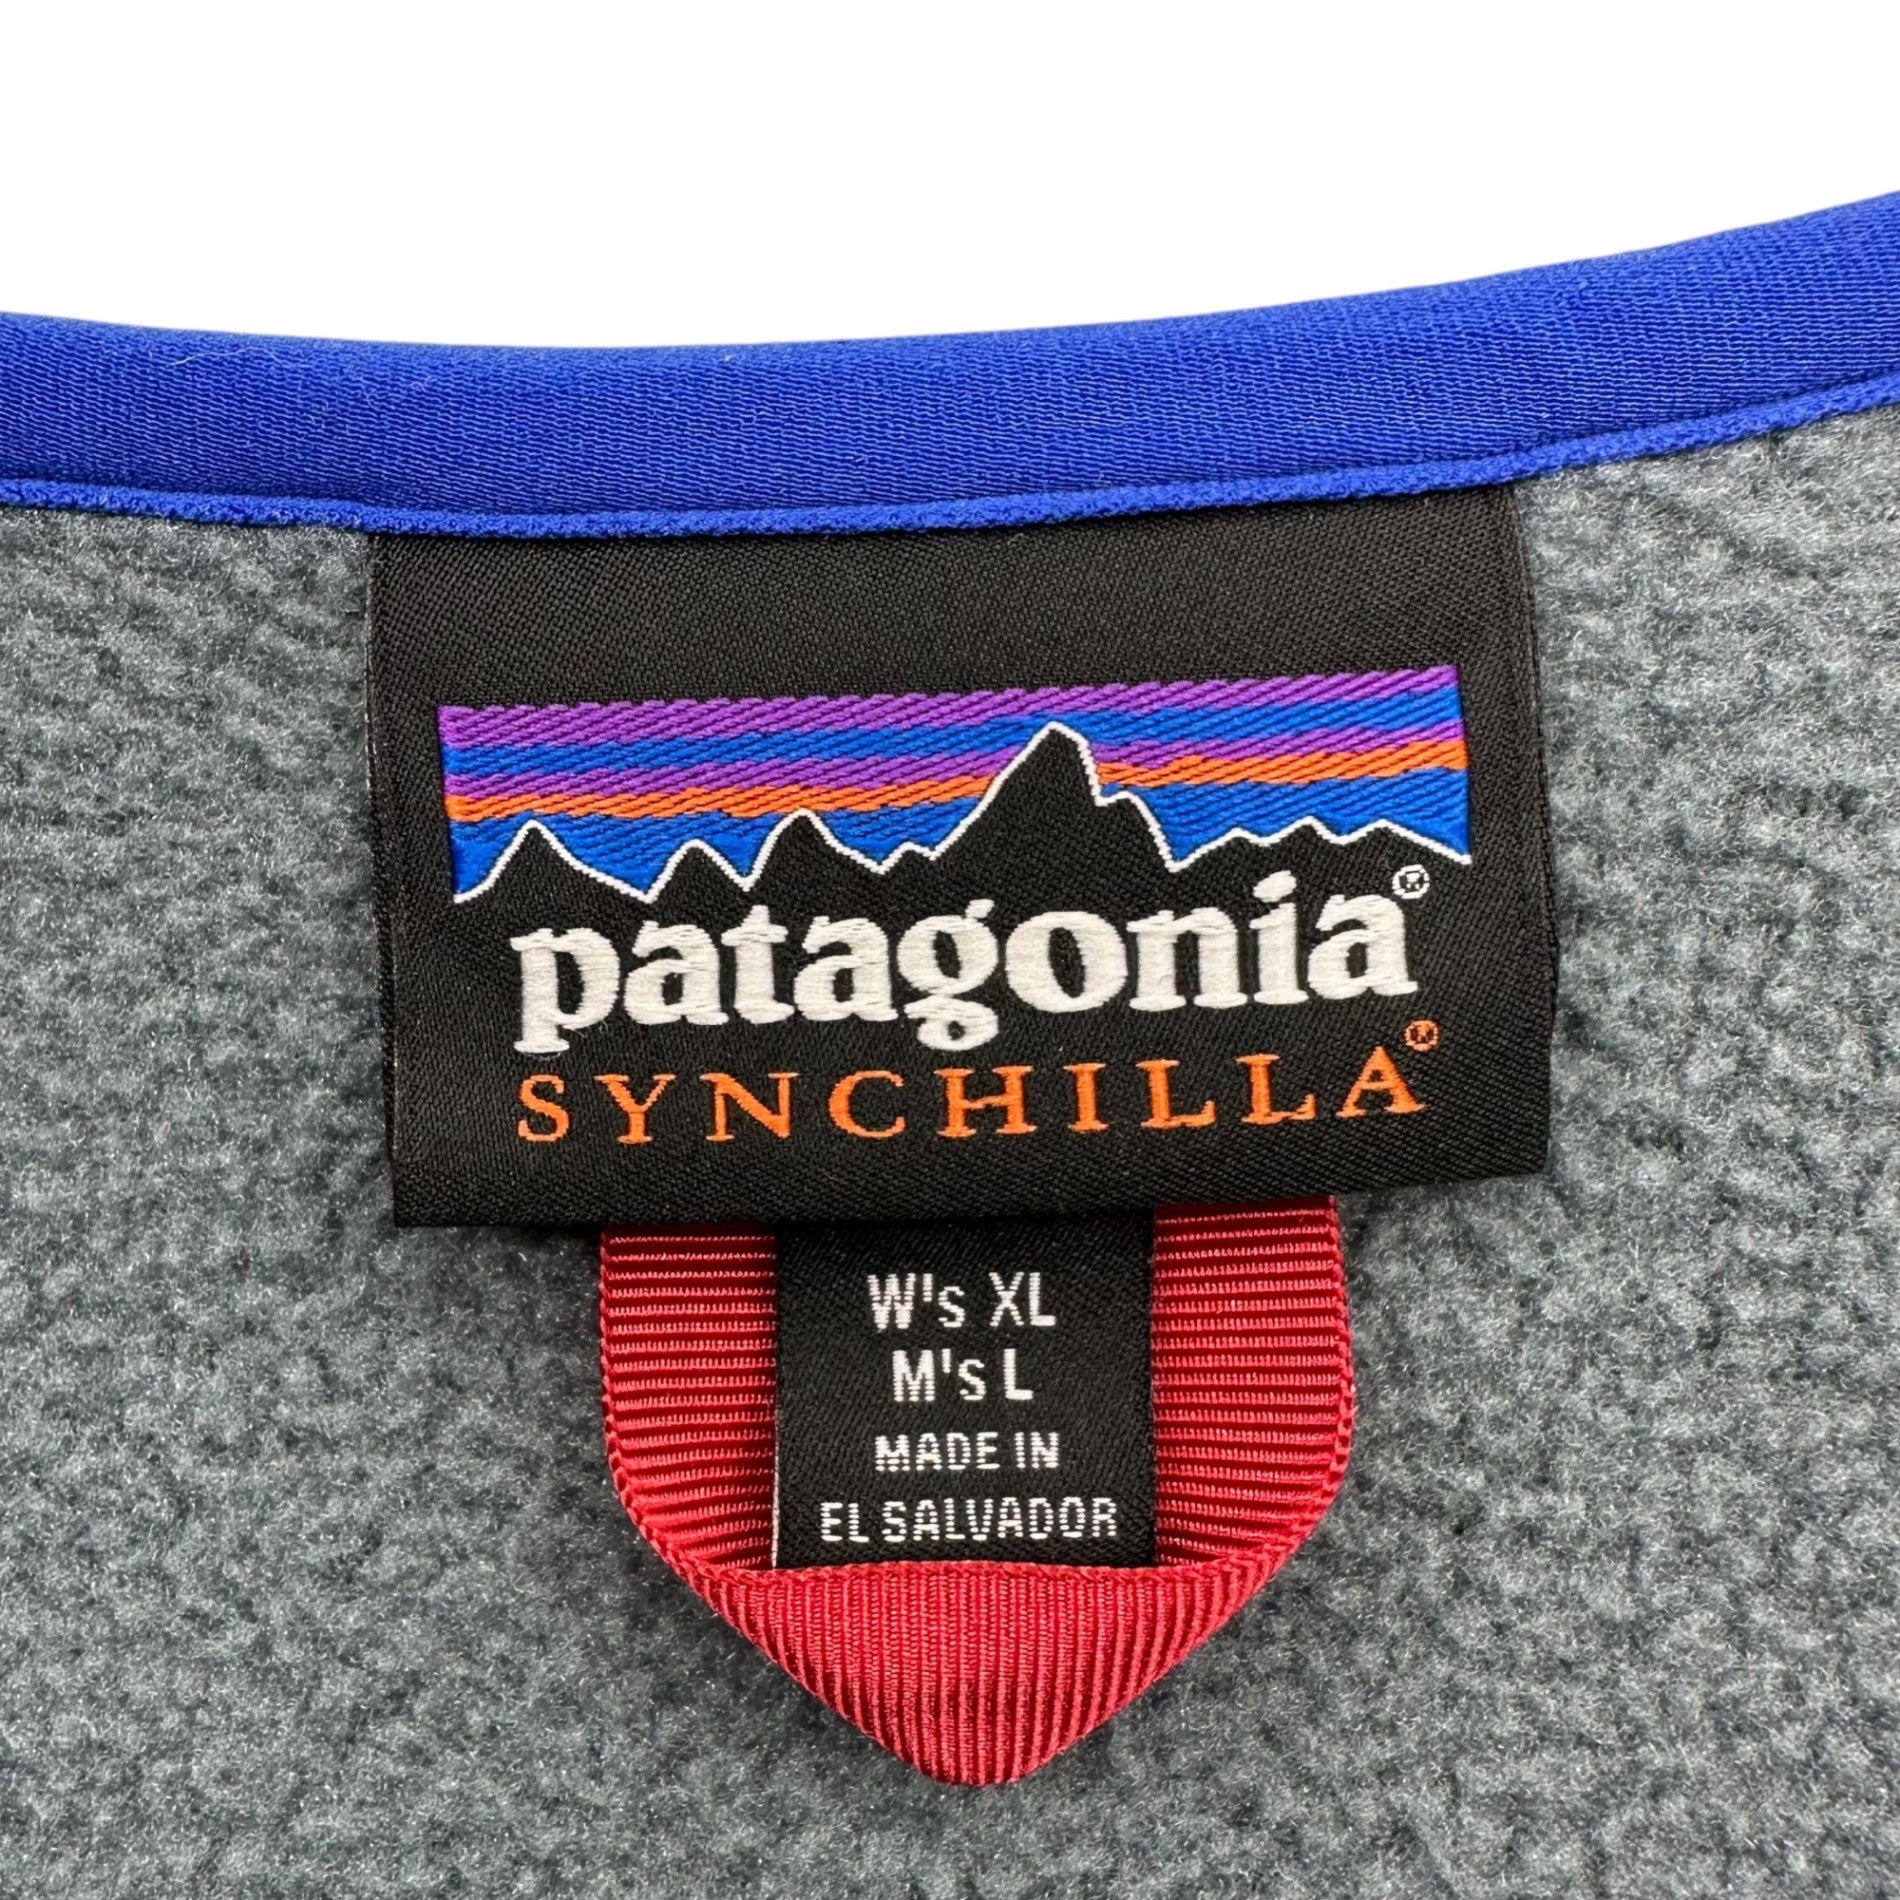 patagonia®
SYNCHILLA®
W's XL
M's L
MADE IN
EL SALVADOR